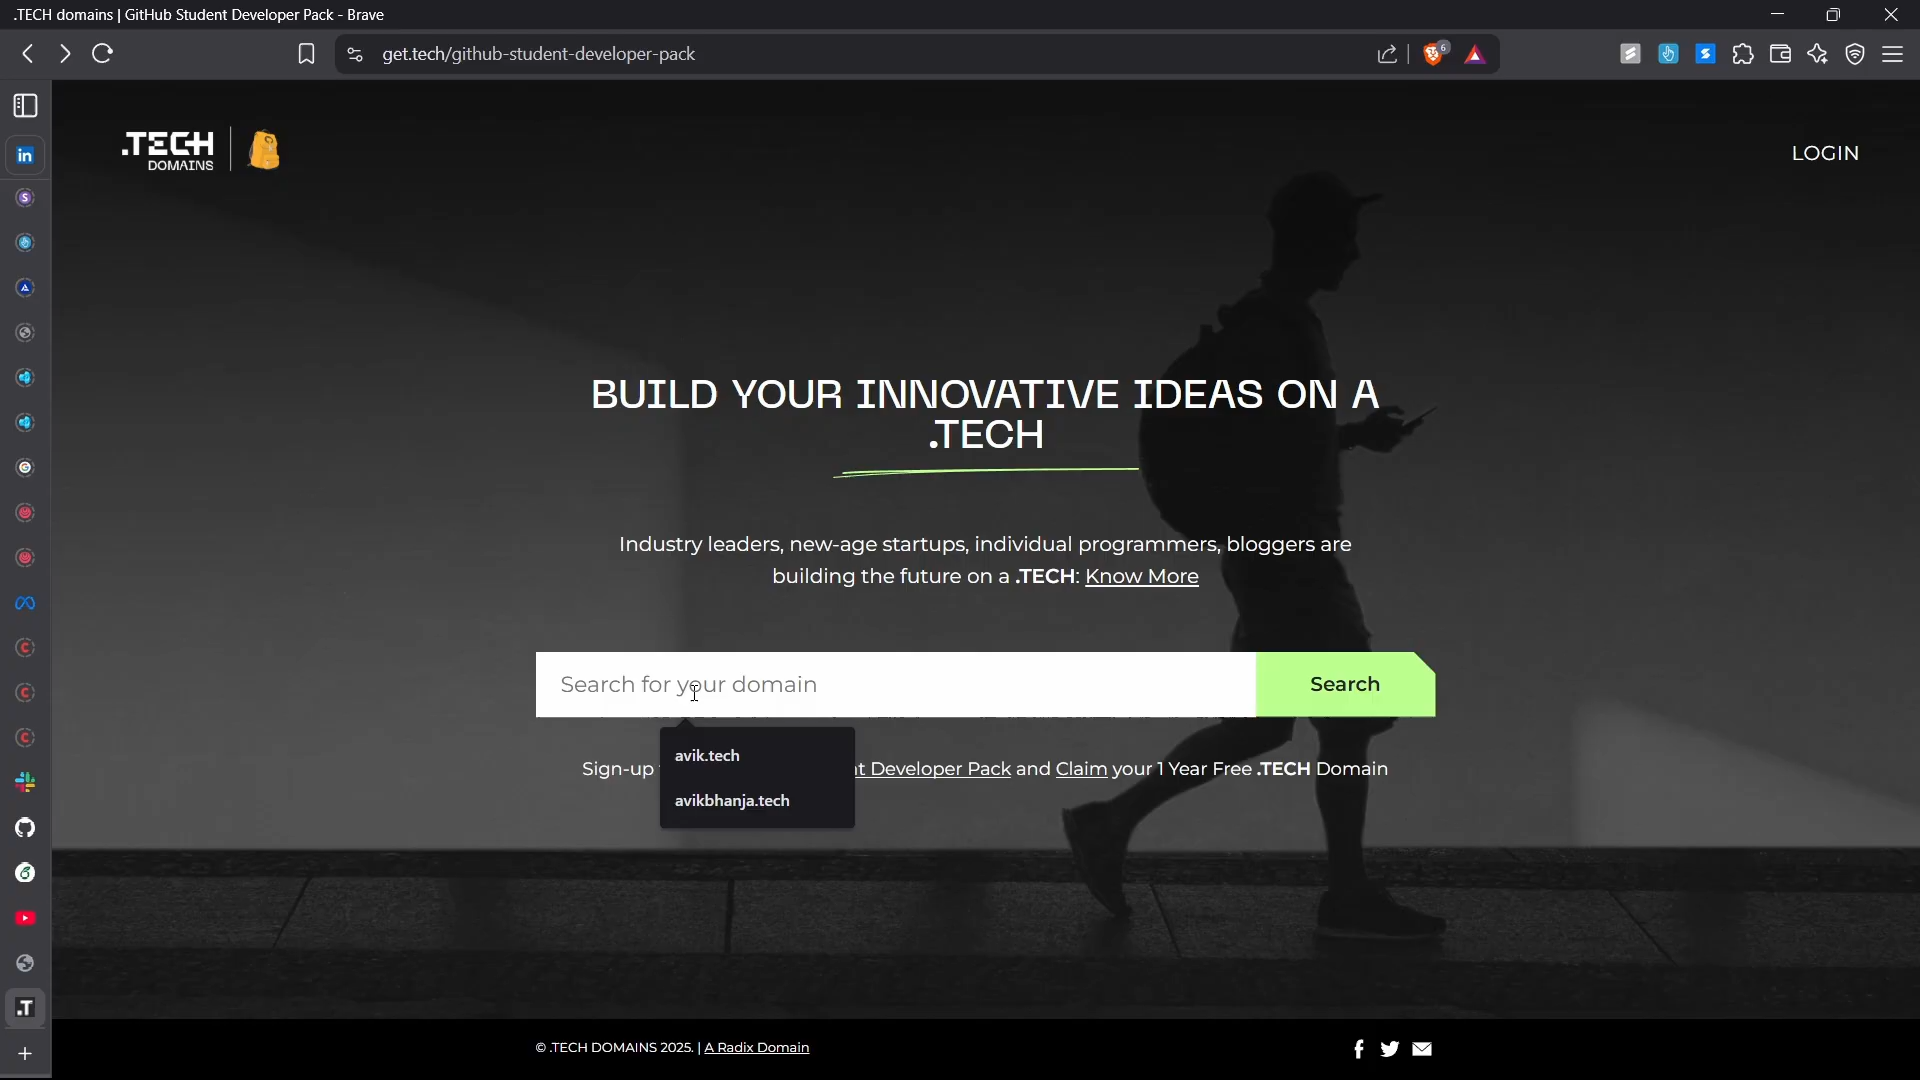 .TECH domains | GitHub Student Developer Pack - Brave
get.tech/github-student-developer-pack
6
.TECH
DOMAINS
LOGIN
BUILD YOUR INNOVATIVE IDEAS ON A
.TECH
Industry leaders, new-age startups, individual programmers, bloggers are
building the future on a .TECH: Know More
Search for your domain
Search
avik.tech
Sign-up
t Developer Pack and Claim your 1 Year Free .TECH Domain
avikbhanja.tech
© .TECH DOMAINS 2025. | A Radix Domain